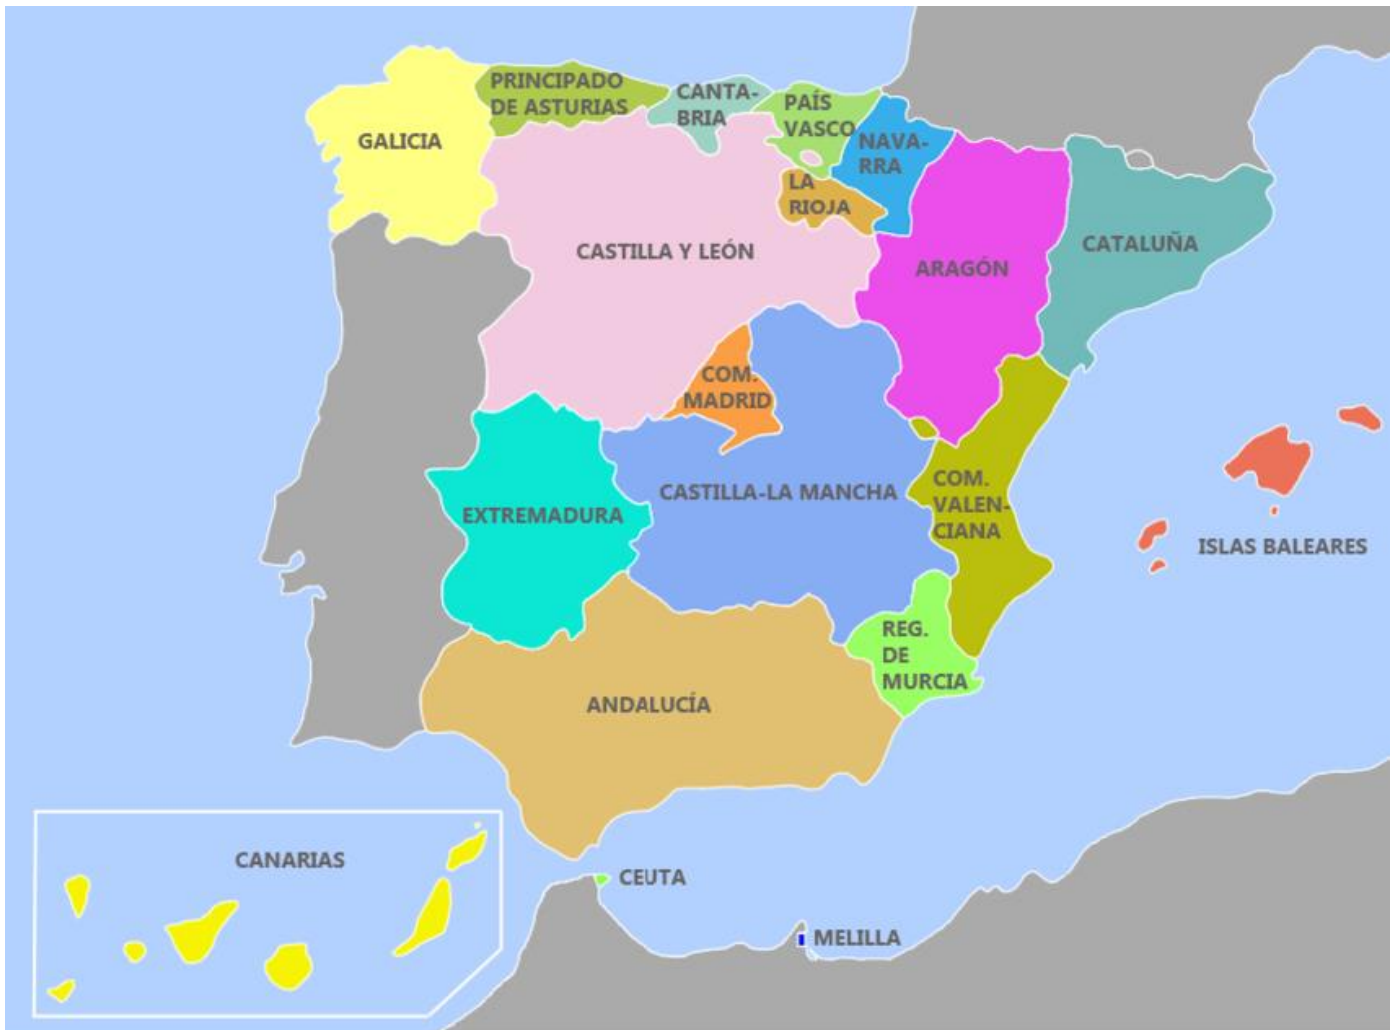 PRINCIPADO
DE ASTURIAS
CANTA-
BRIA
PAÍS
VASCO
GALICIA
NAVA-
RRA
LA
RIOJA
CASTILLA Y LEÓN
ARAGÓN
CATALUÑA
COM.
MADRID
CASTILLA-LA MANCHA
COM.
VALEN-
CIANA
EXTREMADURA
ISLAS BALEARES
REG.
DE
MURCIA
ANDALUCÍA
CANARIAS
CEUTA
MELILLA